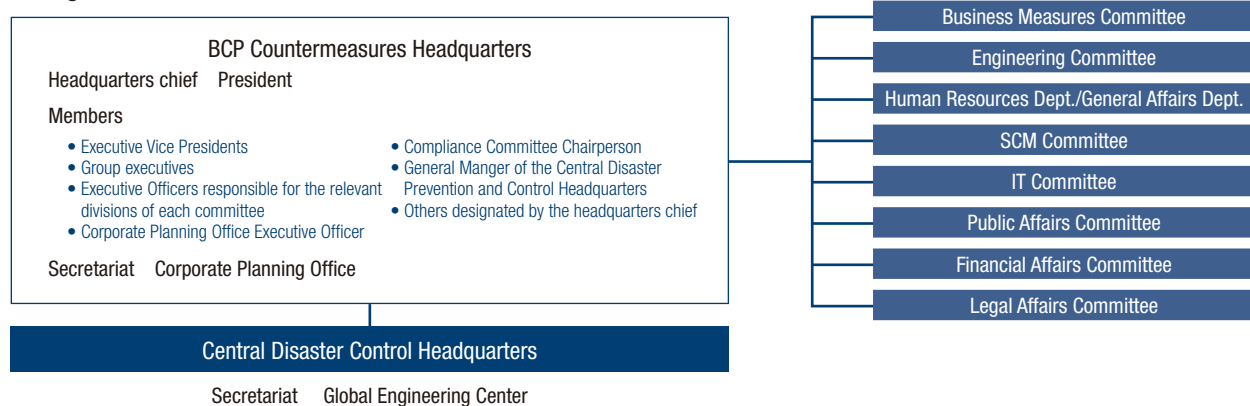 BCP Countermeasures Headquarters
Headquarters chief President
Members
• Executive Vice Presidents
• Group executives
• Executive Officers responsible for the relevant
divisions of each committee
• Corporate Planning Office Executive Officer
• Compliance Committee Chairperson
• General Manger of the Central Disaster
Prevention and Control Headquarters
• Others designated by the headquarters chief
Secretariat Corporate Planning Office
Central Disaster Control Headquarters
Secretariat Global Engineering Center
Business Measures Committee
Engineering Committee
Human Resources Dept./General Affairs Dept.
SCM Committee
IT Committee
Public Affairs Committee
Financial Affairs Committee
Legal Affairs Committee